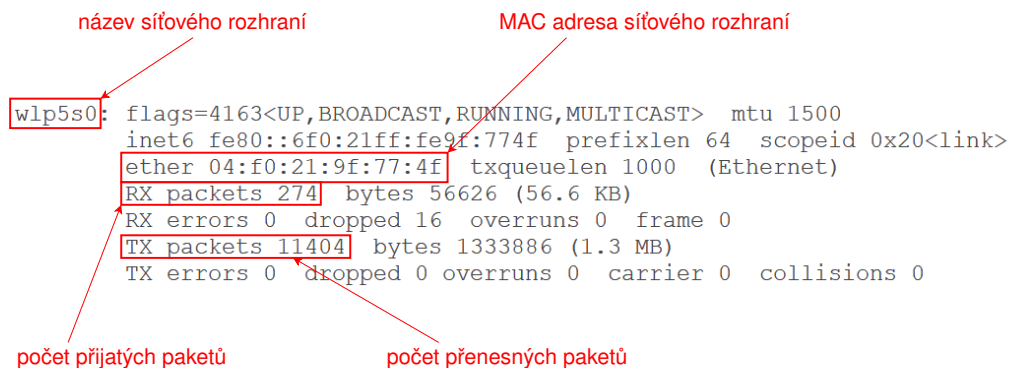 název síťového rozhraní
MAC adresa síťového rozhraní
wlp5s0: flags=4163<UP,BROADCAST,RUNNING,MULTICAST> mtu 1500
inet6 fe80::6f0:21ff:fe9f:774f prefixlen 64 scopeid 0x20<link>
ether 04:f0:21:9f:77:4f txqueuelen 1000 (Ethernet)
RX packets 274 bytes 56626 (56.6 KB)
RX errors 0 dropped 16 overruns 0 frame 0
TX packets 11404 bytes 1333886 (1.3 MB)
TX errors 0 dropped 0 overruns 0 carrier 0 collisions 0
počet přijatých paketů
počet přenesných paketů